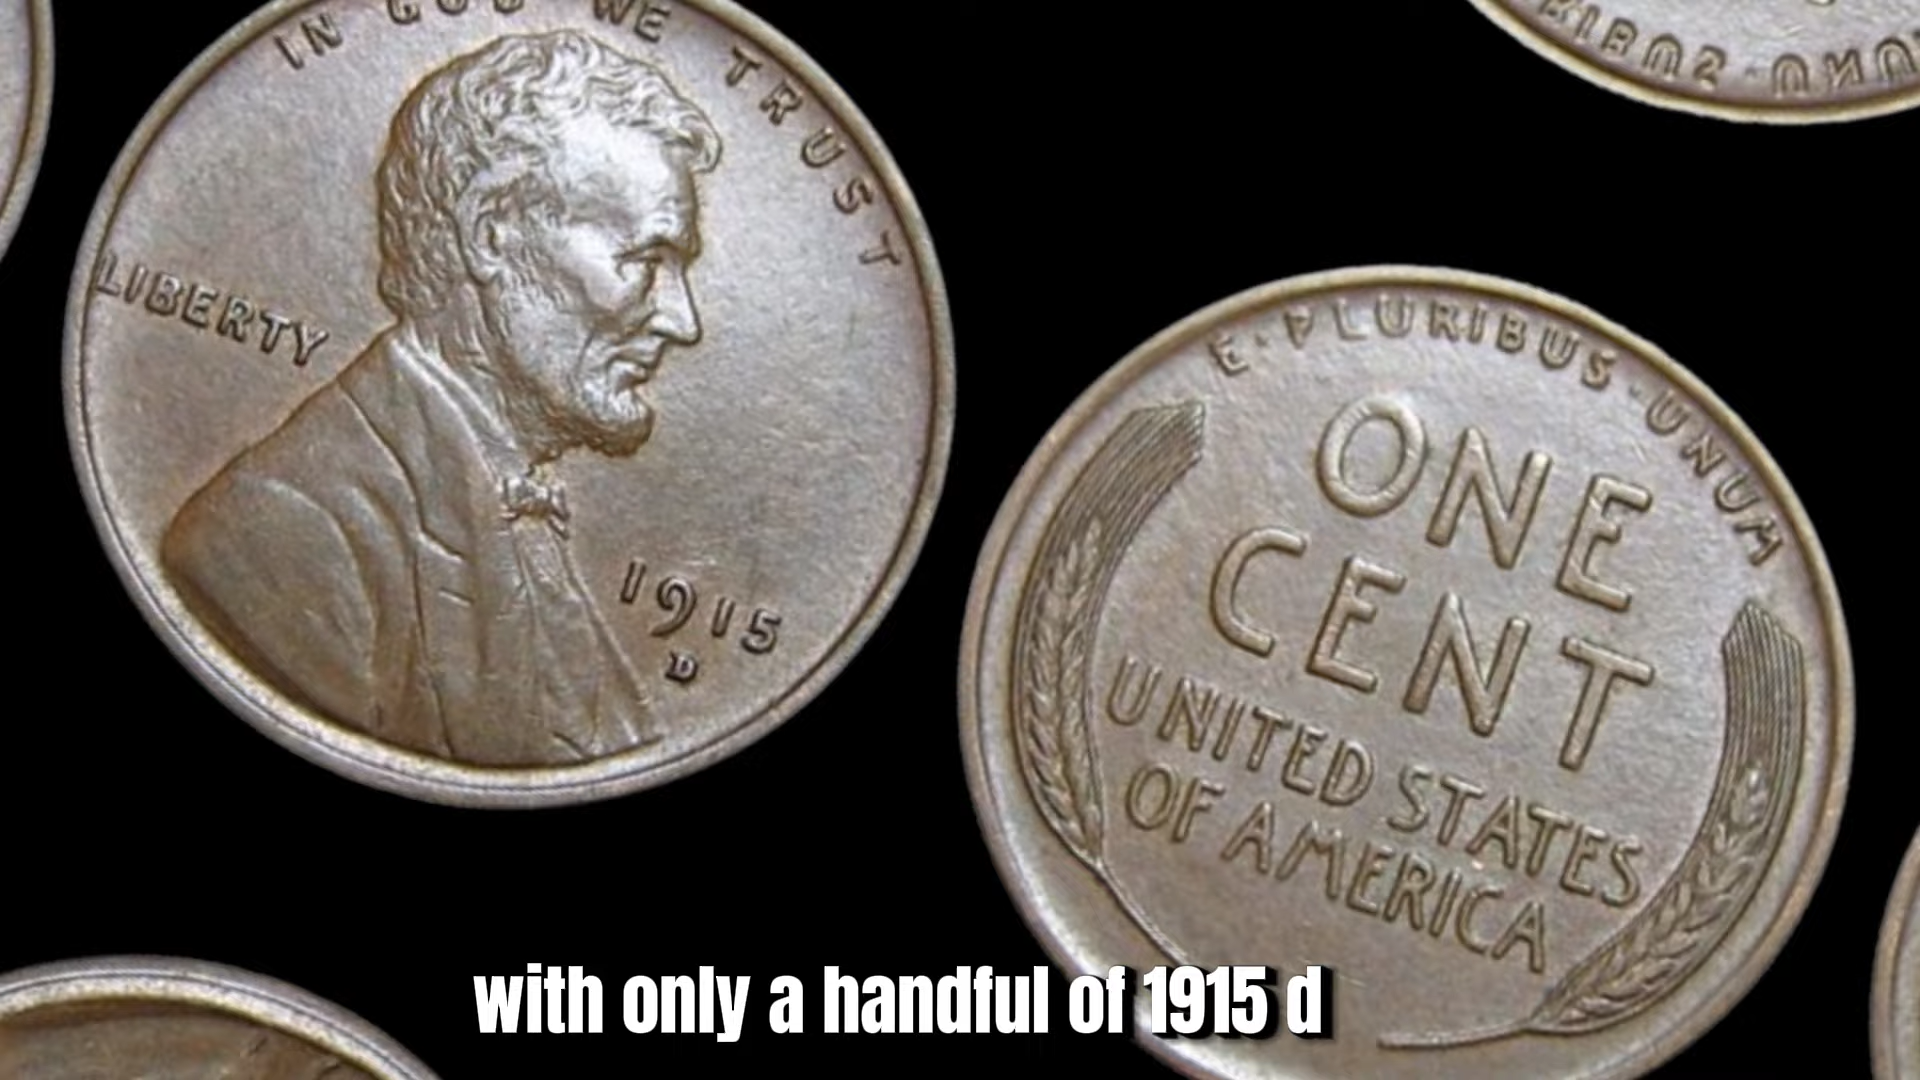 IN GOD WE TRUST
LIBERTY
1915
D
E·PLURIBUS·UNUM
ONE
CENT
UNITED STATES
OF AMERICA
with only a handful of 1915 d